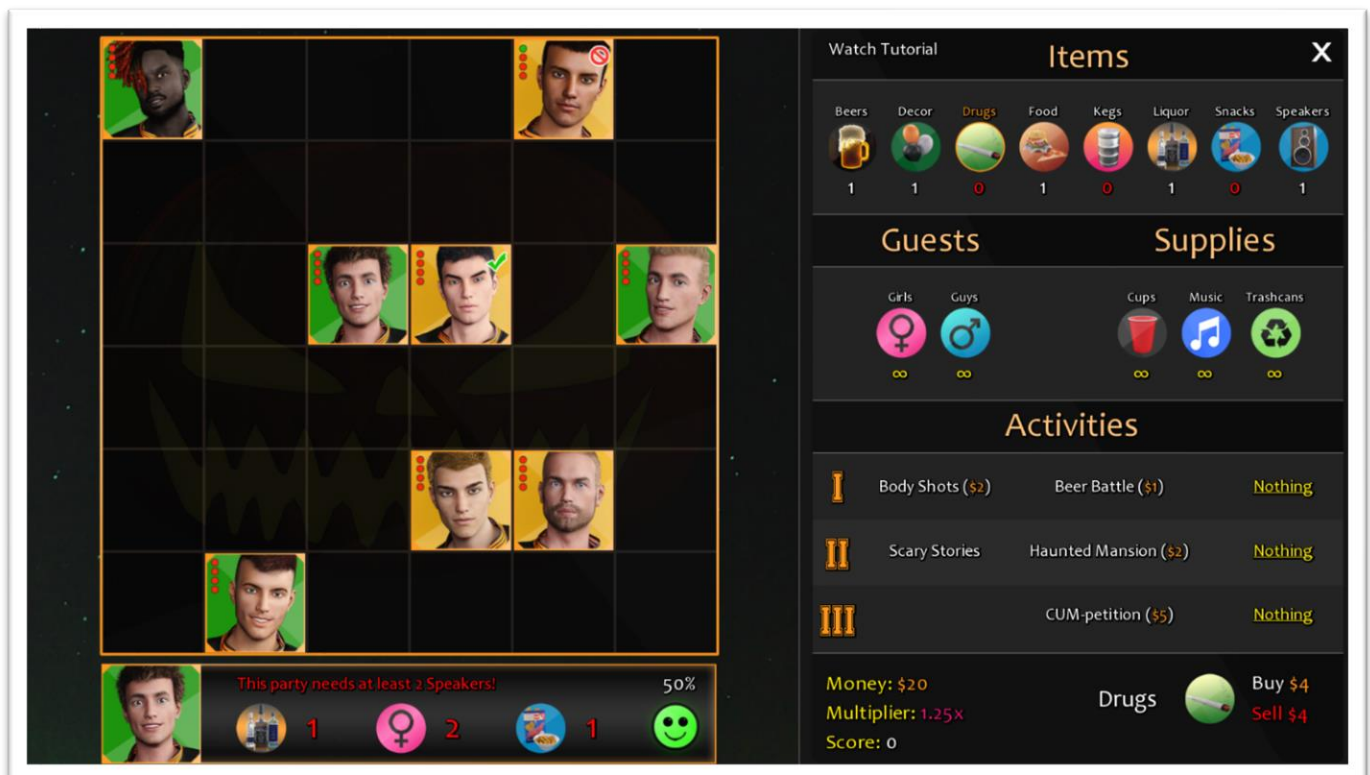 Watch Tutorial
Items
X
Beers Decor Drugs Food Kegs Liquor Snacks Speakers
1 1 0 1 0 1 0 1
Guests Supplies
Girls Guys Cups Music Trashcans
∞ ∞ ∞ ∞ ∞
Activities
I Body Shots ($2) Beer Battle ($1) Nothing
II Scary Stories Haunted Mansion ($2) Nothing
III CUM-petition ($5) Nothing
This party needs at least 2 Speakers! 50%
1 2 1
Money: $20
Multiplier: 1.25x
Score: 0
Drugs
Buy $4
Sell $4